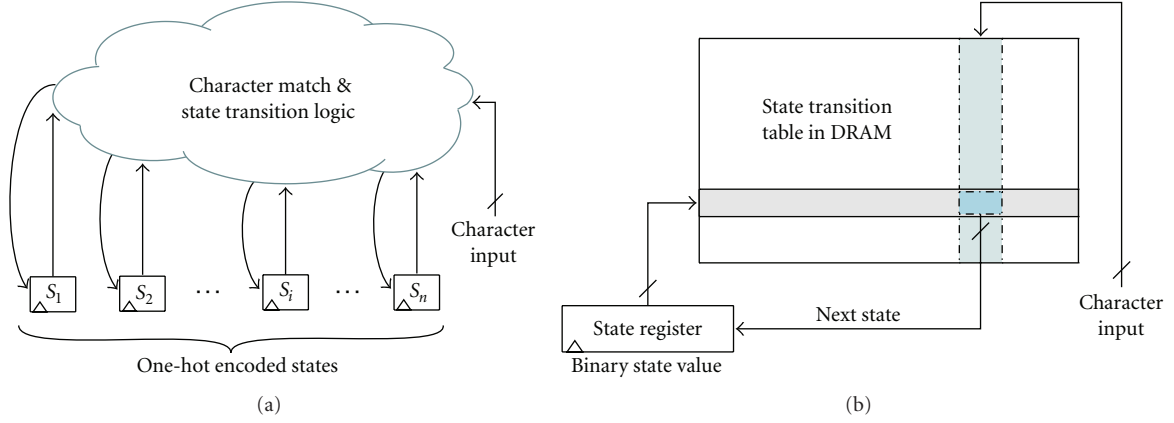 Character match &
state transition logic
Character
input
S1
S2
...
Si
...
Sn
One-hot encoded states
(a)
State transition
table in DRAM
Character
input
Next state
State register
Binary state value
(b)